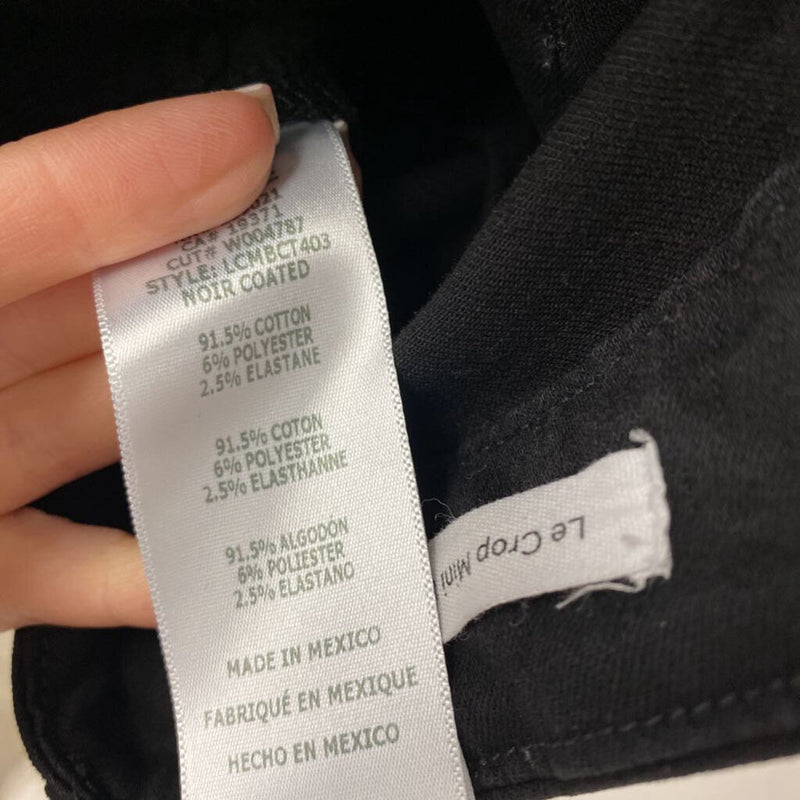 021
CA# 19371
CUT# W004787
STYLE: LCMBCT403
NOIR COATED
91.5% COTTON
6% POLYESTER
2.5% ELASTANE
91.5% COTON
6% POLYESTER
2.5% ELASTHANNE
91.5% ALGODÓN
6% POLIESTER
2.5% ELASTANO
MADE IN MEXICO
FABRIQUÉ EN MEXIQUE
HECHO EN MEXICO
Le Crop Mini